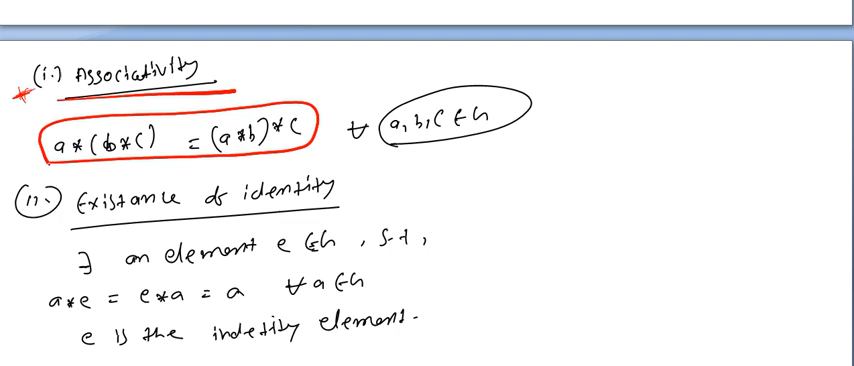 (i.) Associativity
a*(b*c) = (a*b)*c ∀ a,b,c ∈ G
(ii.) Existance of identity
∃ an element e ∈ G, s.t,
a*e = e*a = a ∀ a ∈ G
e is the indetity element.